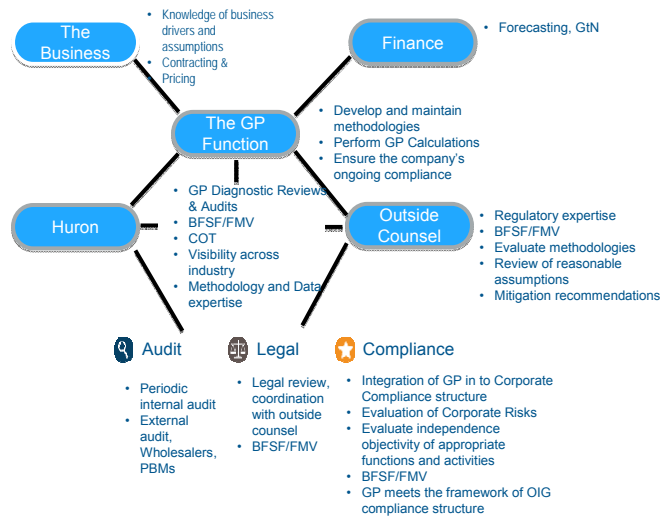 The
Business
• Knowledge of business
drivers and
assumptions
• Contracting &
• Pricing
Finance
• Forecasting, GtN
The GP
Function
• Develop and maintain
methodologies
• Perform GP Calculations
• Ensure the company's
ongoing compliance
Huron
• GP Diagnostic Reviews
& Audits
• BFSF/FMV
• COT
• Visibility across
industry
• Methodology and Data
expertise
Outside
Counsel
• Regulatory expertise
• BFSF/FMV
• Evaluate methodologies
• Review of reasonable
assumptions
• Mitigation recommendations
Audit
• Periodic
internal audit
• External
audit,
Wholesalers,
PBMs
Legal
• Legal review,
coordination
with outside
counsel
• BFSF/FMV
Compliance
• Integration of GP in to Corporate
Compliance structure
• Evaluation of Corporate Risks
• Evaluate independence
objectivity of appropriate
functions and activities
• BFSF/FMV
• GP meets the framework of OIG
compliance structure